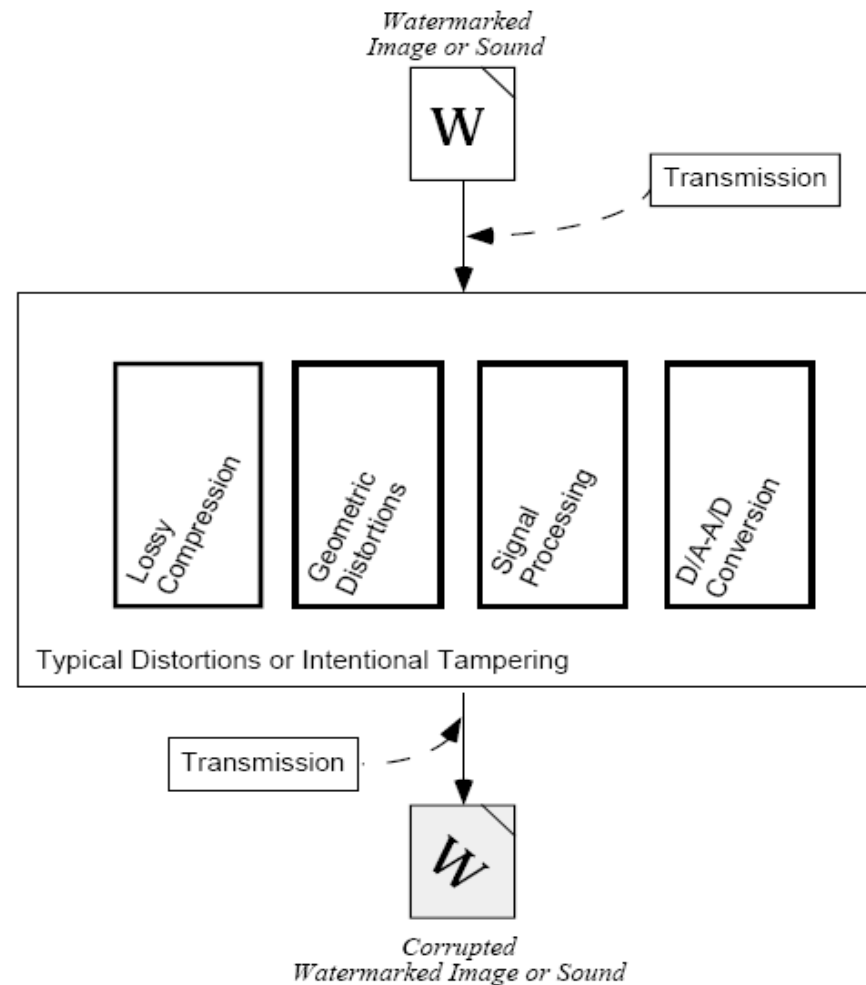 Watermarked
Image or Sound
W
Transmission
Lossy
Compression
Geometric
Distortions
Signal
Processing
D/A-A/D
Conversion
Typical Distortions or Intentional Tampering
Transmission
W
Corrupted
Watermarked Image or Sound